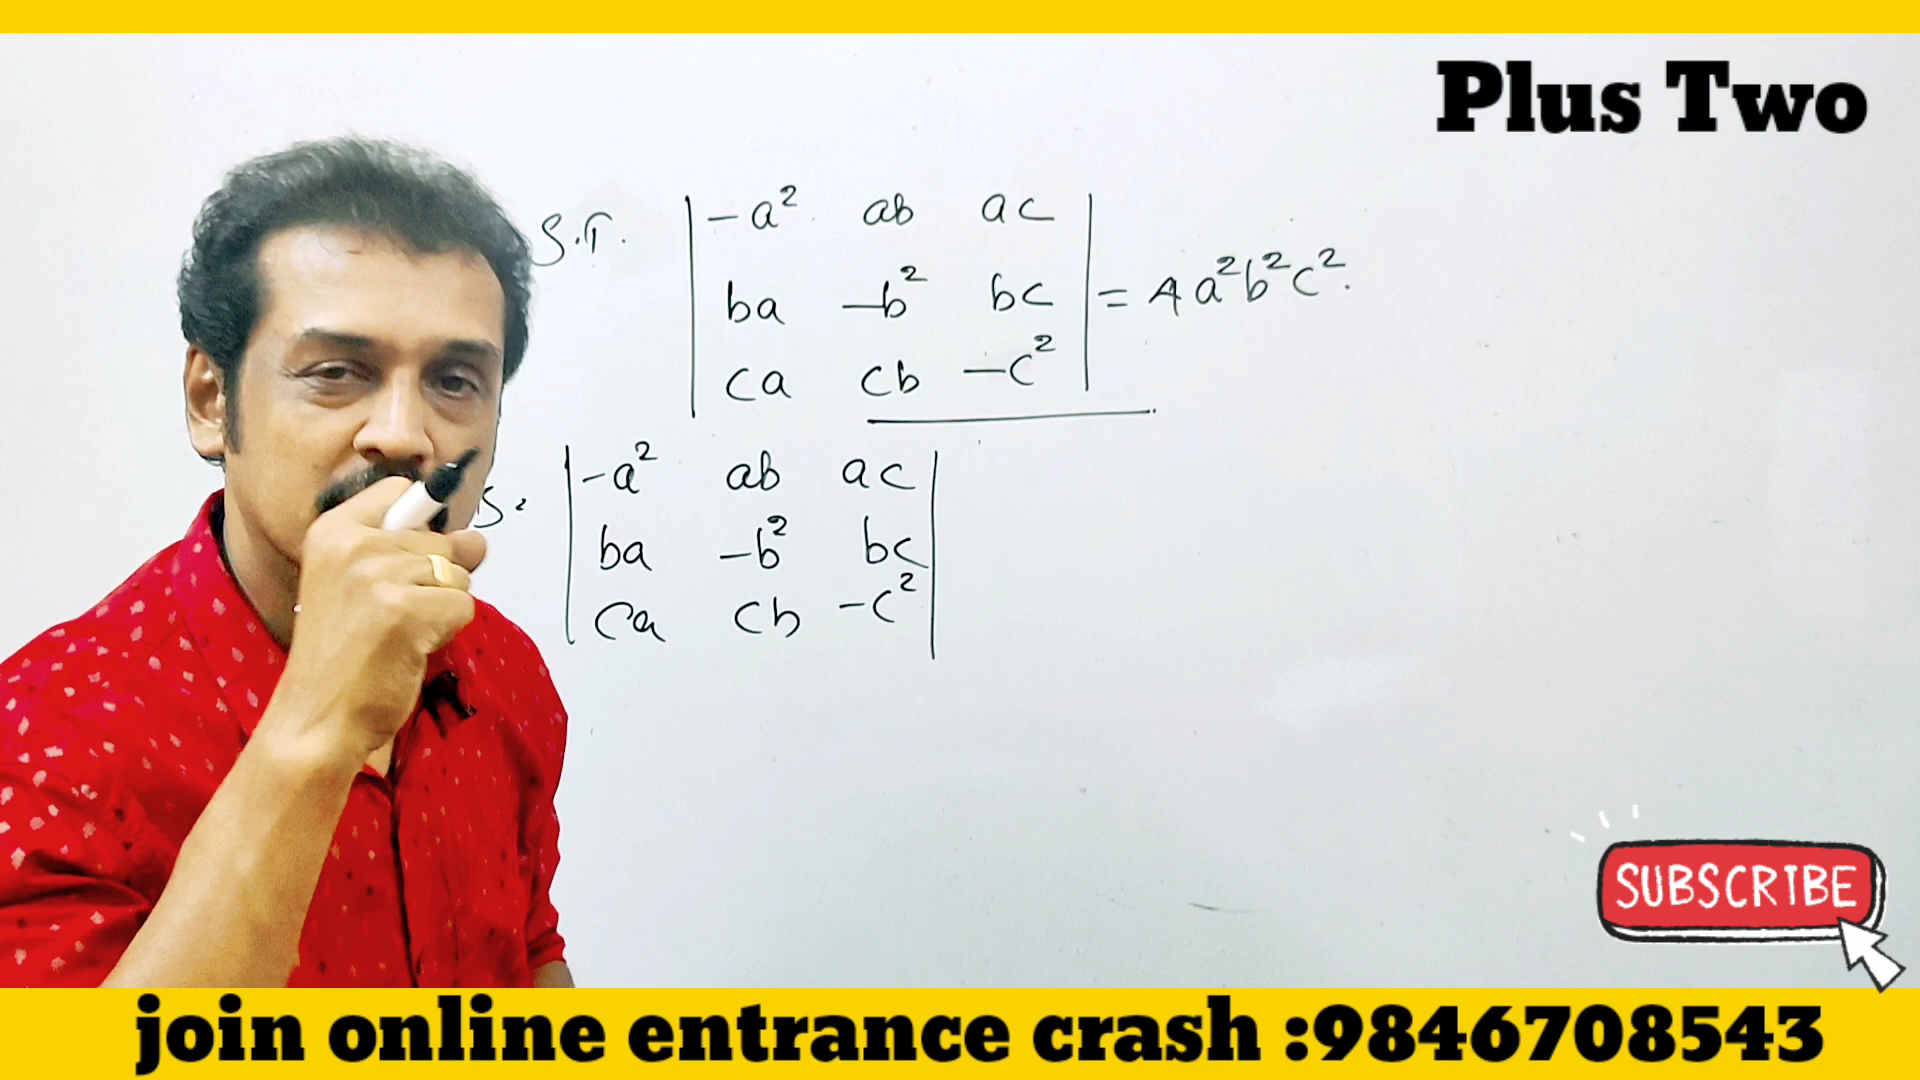 Plus Two
S.T. | -a² ab ac |
| ba -b² bc | = 4a²b²c².
| ca cb -c² |
S. | -a² ab ac |
| ba -b² bc |
| ca cb -c² |
SUBSCRIBE
join online entrance crash :9846708543